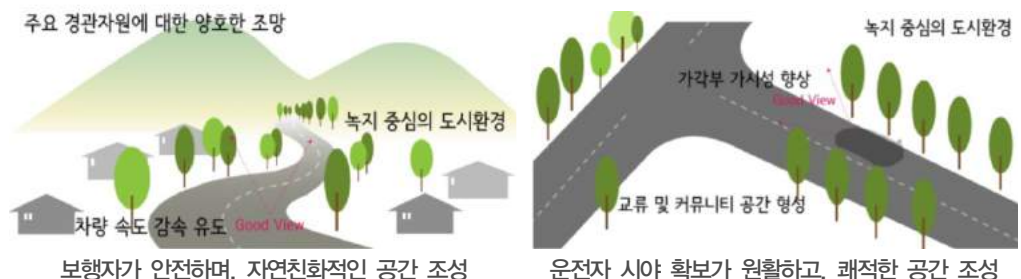 주요 경관자원에 대한 양호한 조망
녹지 중심의 도시환경
차량 속도 감속 유도
Good View
보행자가 안전하며, 자연친화적인 공간 조성
녹지 중심의 도시환경
가각부 가시성 향상
Good View
교류 및 커뮤니티 공간 형성
운전자 시야 확보가 원활하고, 쾌적한 공간 조성